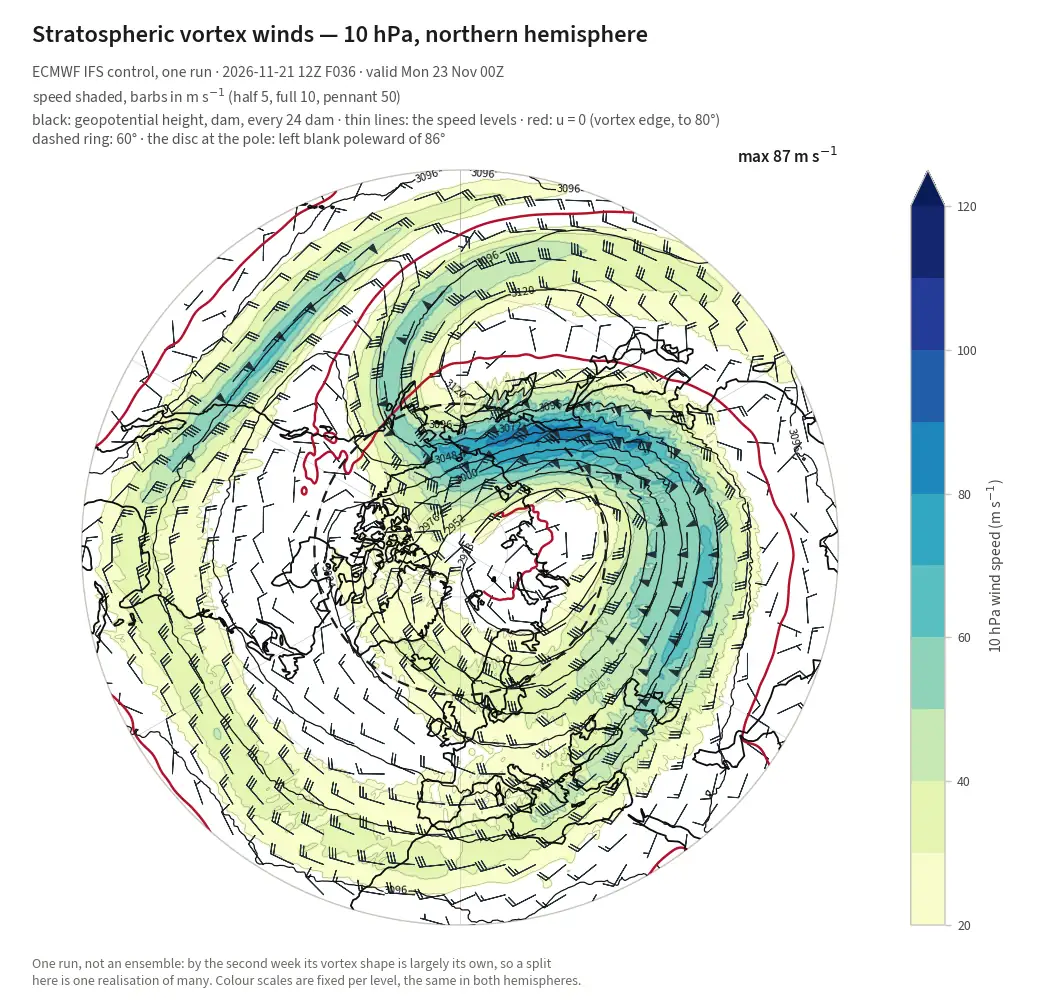 Stratospheric vortex winds — 10 hPa, northern hemisphere
ECMWF IFS control, one run · 2026-11-21 12Z F036 · valid Mon 23 Nov 00Z
speed shaded, barbs in m s⁻¹ (half 5, full 10, pennant 50)
black: geopotential height, dam, every 24 dam · thin lines: the speed levels · red: u = 0 (vortex edge, to 80°)
dashed ring: 60° · the disc at the pole: left blank poleward of 86°
max 87 m s⁻¹
3096
3096
3096
3096
3120
3120
3096
3096
3048
3000
2976
2952
3096
120
100
80
60
40
20
10 hPa wind speed (m s⁻¹)
One run, not an ensemble: by the second week its vortex shape is largely its own, so a split
here is one realisation of many. Colour scales are fixed per level, the same in both hemispheres.